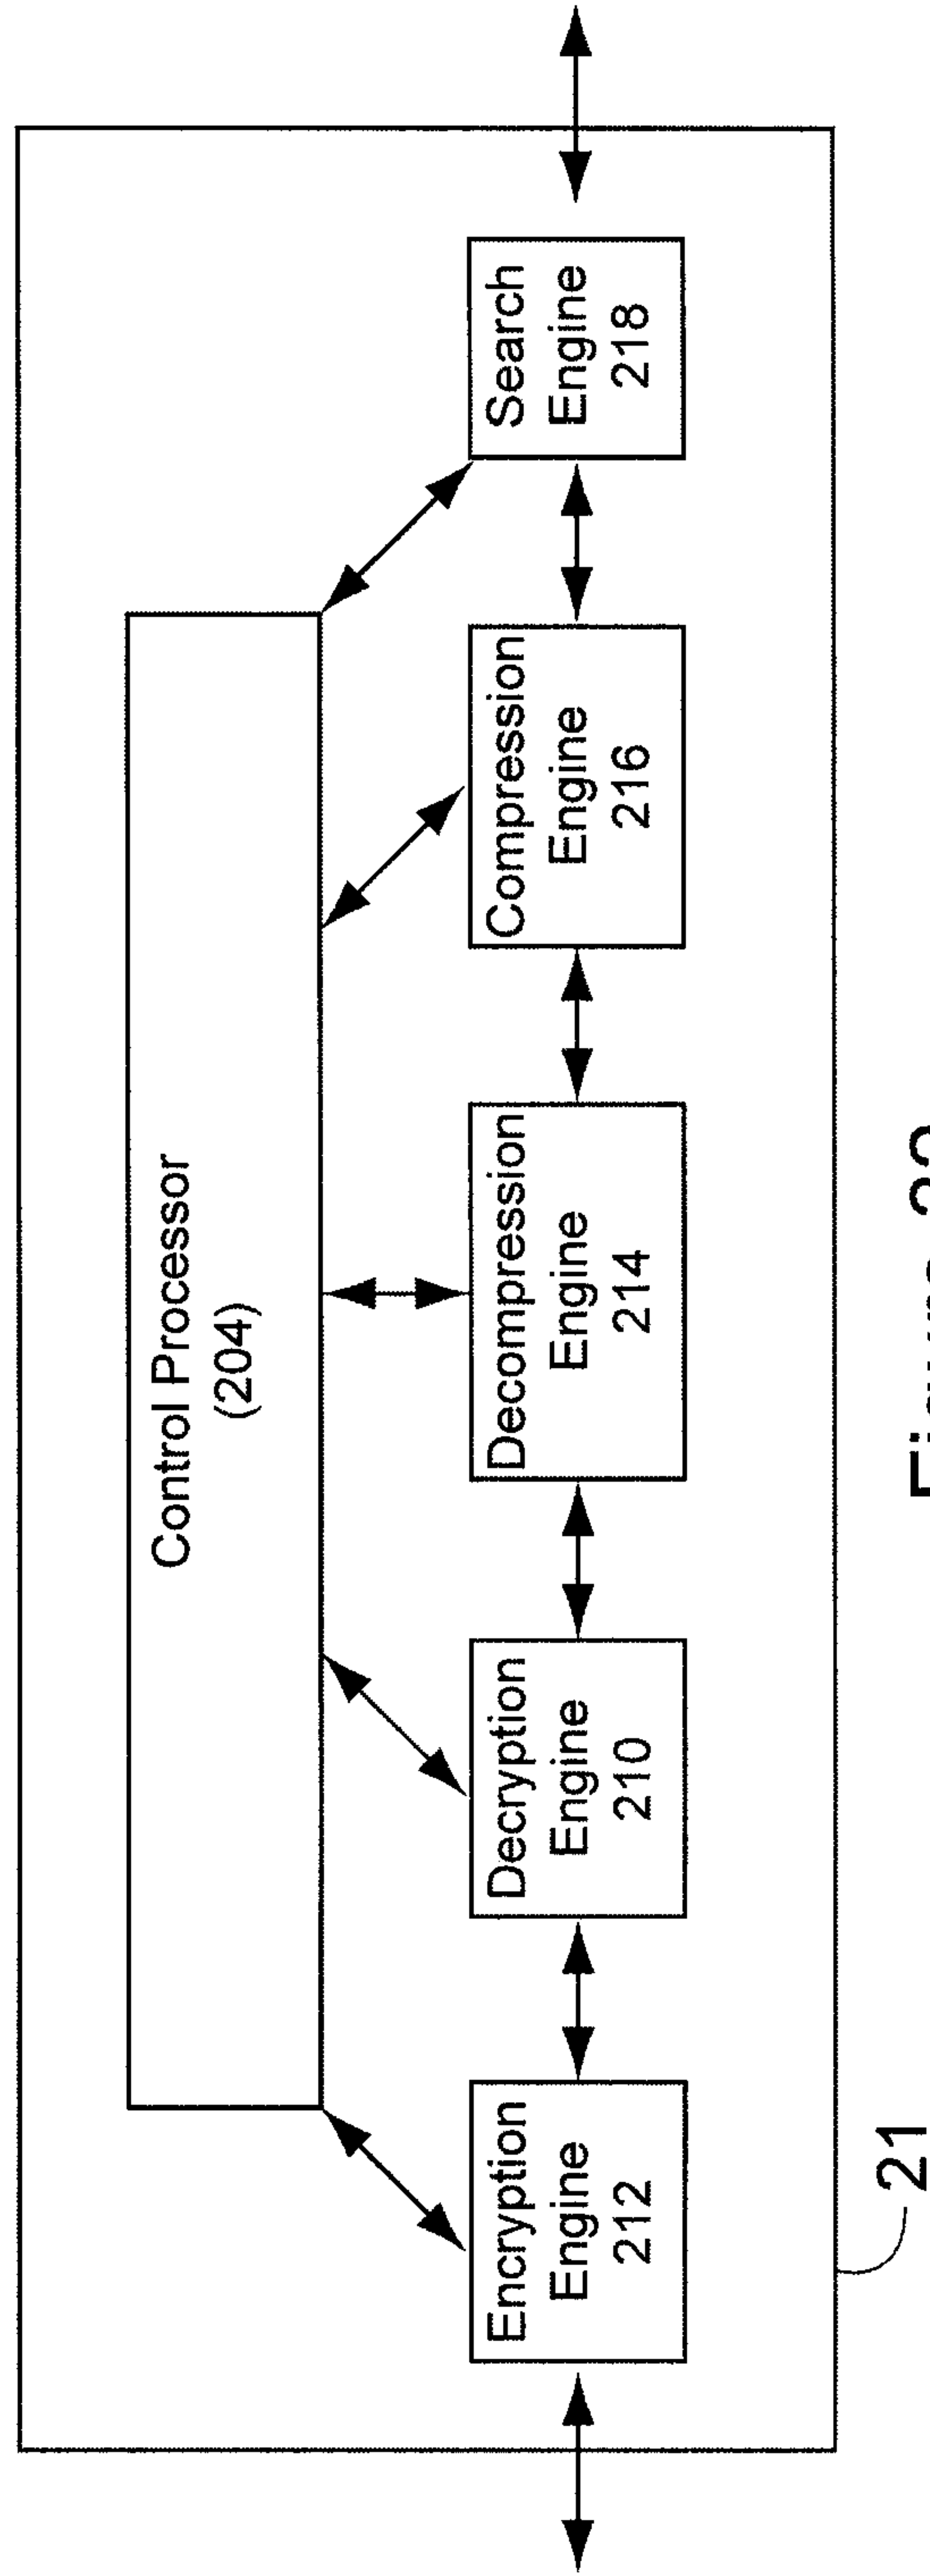 Control Processor
(204)
Encryption
Engine
212
Decryption
Engine
210
Decompression
Engine
214
Compression
Engine
216
Search
Engine
218
21
Figure